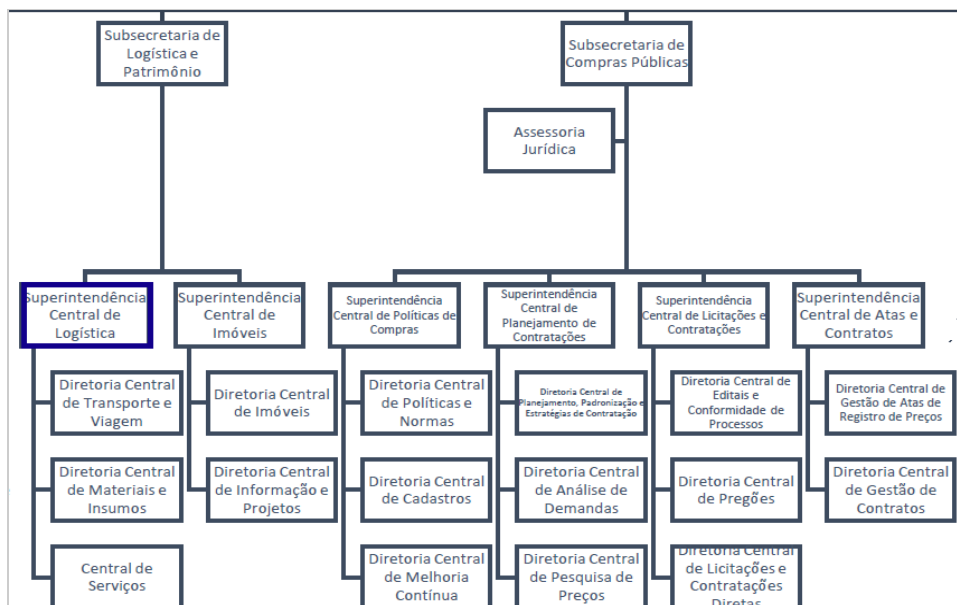 Subsecretaria de
Logística e
Patrimônio
Subsecretaria de
Compras Públicas
Assessoria
Jurídica
Superintendência
Central de
Logística
Superintendência
Central de
Imóveis
Superintendência
Central de Políticas de
Compras
Superintendência
Central de
Planejamento de
Contratações
Superintendência
Central de Licitações e
Contratações
Superintendência
Central de Atas e
Contratos
Diretoria Central
de Transporte e
Viagem
Diretoria Central
de Imóveis
Diretoria Central
de Políticas e
Normas
Diretoria Central de
Planejamento, Padronização e
Estratégias de Contratação
Diretoria Central de
Editais e
Conformidade de
Processos
Diretoria Central de
Gestão de Atas de
Registro de Preços
Diretoria Central
de Materiais e
Insumos
Diretoria Central
de Informação e
Projetos
Diretoria Central
de Cadastros
Diretoria Central
de Análise de
Demandas
Diretoria Central
de Pregões
Diretoria Central
de Gestão de
Contratos
Central de
Serviços
Diretoria Central
de Melhoria
Contínua
Diretoria Central
de Pesquisa de
Preços
Diretoria Central
de Licitações e
Contratações
Diretas